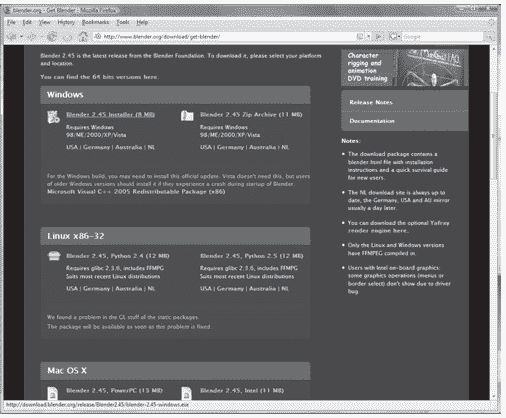 blender.org - Get Blender - Mozilla Firefox
File Edit View History Bookmarks Tools Help
http://www.blender.org/download/get-blender/
Google
Blender 2.45 is the latest release from the Blender Foundation. To download it, please select your platform
and location.
You can find the 64 bits versions here.
Windows
Blender 2.45 Installer (8 MB)
Requires Windows
98/ME/2000/XP/Vista
USA | Germany | Australia | NL
Blender 2.45 Zip Archive (11 MB)
Requires Windows
98/ME/2000/XP/Vista
USA | Germany | Australia | NL
For the Windows build, you may need to install this official update. Vista doesn't need this, but users
of older Windows versions should install it if they experience a crash during startup of Blender.
Microsoft Visual C++ 2005 Redistributable Package (x86)
Linux x86-32
Blender 2.45, Python 2.4 (12 MB)
Requires glibc 2.3.6, includes FFMPG
Suits most recent Linux distributions
USA | Germany | Australia | NL
Blender 2.45, Python 2.5 (12 MB)
Requires glibc 2.3.6, includes FFMPG
Suits most recent Linux distributions
USA | Germany | Australia | NL
We found a problem in the GL stuff of the static packages.
The package will be available as soon as this problem is fixed.
Mac OS X
Blender 2.45, PowerPC (13 MB)
Blender 2.45, Intel (11 MB)
Character
rigging and
animation
DVD training
Release Notes
Documentation
Notes:
The download package contains a
blender.html file with installation
instructions and a quick survival guide
for new users.
The NL download site is always up to
date, the Germany, USA and AU mirror
usually a day later.
You can download the optional Yafray
render engine here.
Only the Linux and Windows versions
have FFMPEG compiled in.
Users with Intel on-board graphics:
some graphics operations (menus or
border select) don't show due to driver
bug.
http://download.blender.org/release/Blender2.45/blender-2.45-windows.exe